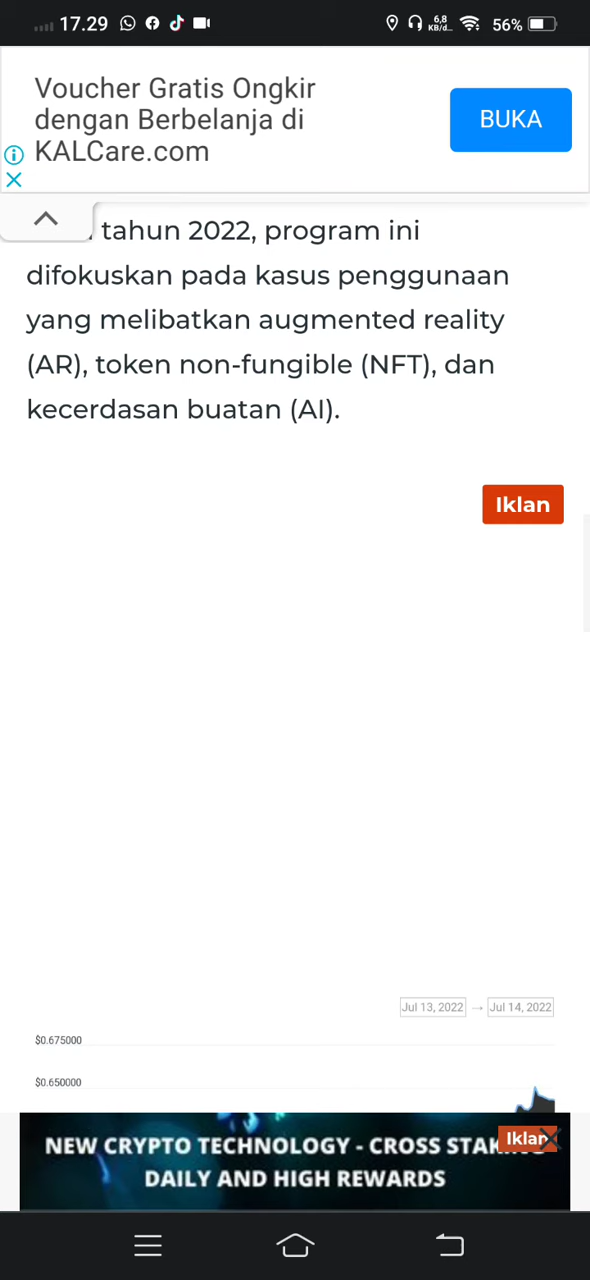 17.29
6,8
KB/d...
56%
Voucher Gratis Ongkir
dengan Berbelanja di
KALCare.com
BUKA
tahun 2022, program ini
difokuskan pada kasus penggunaan
yang melibatkan augmented reality
(AR), token non-fungible (NFT), dan
kecerdasan buatan (AI).
Iklan
Jul 13, 2022 → Jul 14, 2022
$0.675000
$0.650000
NEW CRYPTO TECHNOLOGY - CROSS
Iklan
DAILY AND HIGH REWARDS